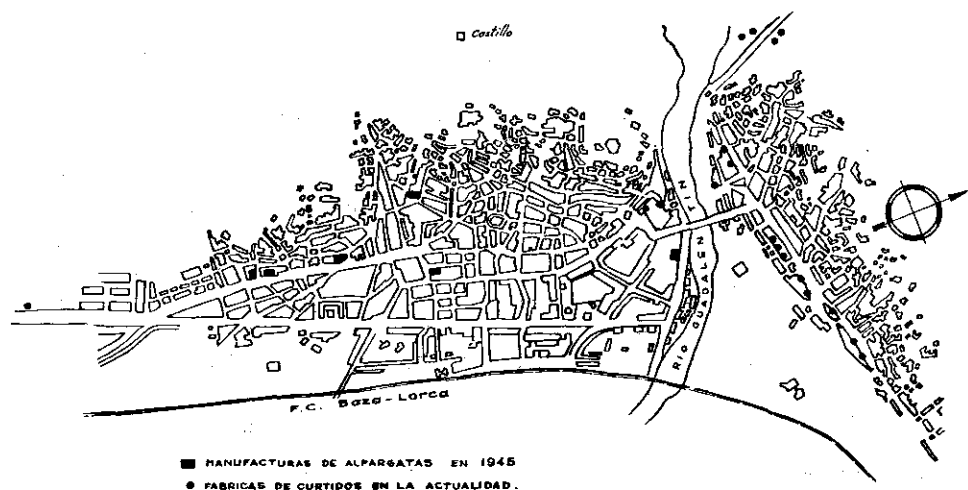 Castillo
RIO GUADALENTIN
F.C. Baza-Lorca
MANUFACTURAS DE ALPARGATAS EN 1945
FABRICAS DE CURTIDOS EN LA ACTUALIDAD.